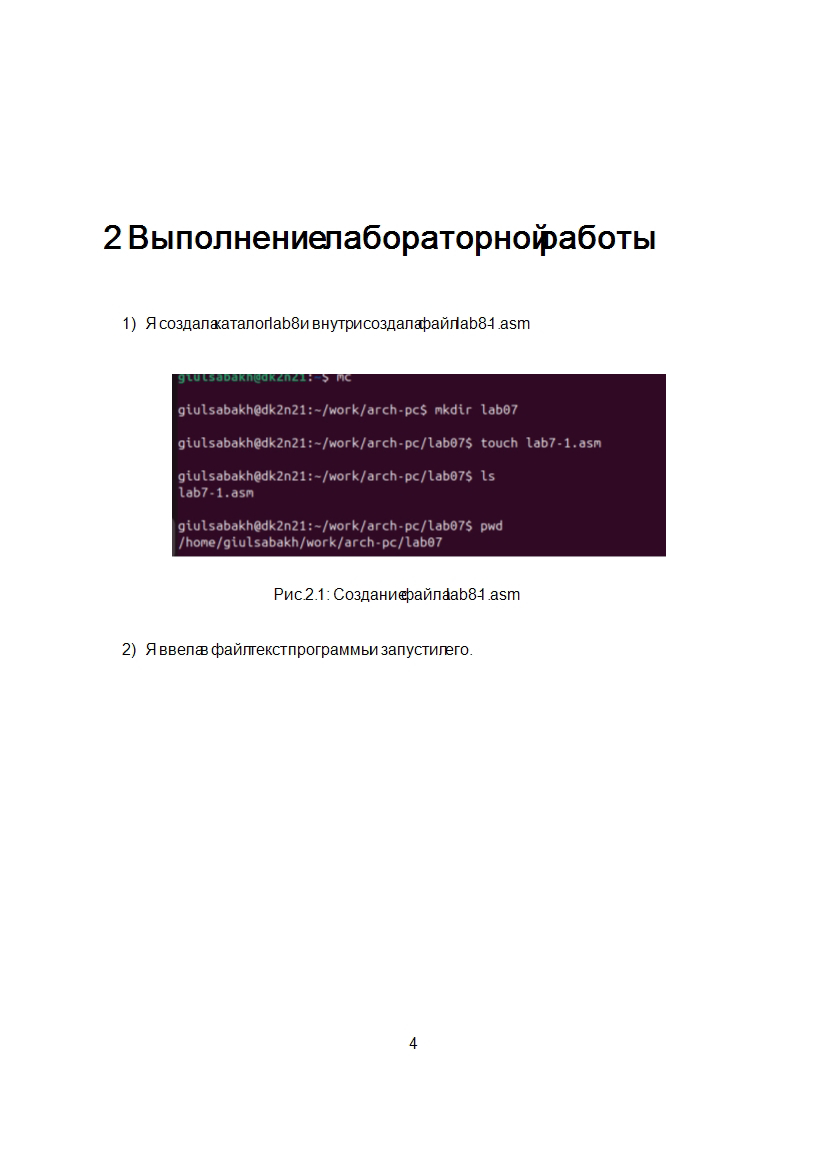 2 Выполнение лабораторной работы
1) Я создала каталог lab8 и внутри создала файл lab8-1.asm
giulsabakh@dk2n21:~$ mc
giulsabakh@dk2n21:~/work/arch-pc$ mkdir lab07
giulsabakh@dk2n21:~/work/arch-pc/lab07$ touch lab7-1.asm
giulsabakh@dk2n21:~/work/arch-pc/lab07$ ls
lab7-1.asm
giulsabakh@dk2n21:~/work/arch-pc/lab07$ pwd
/home/giulsabakh/work/arch-pc/lab07
Рис. 2.1: Создание файла lab8-1.asm
2) Я ввела в файл текст программы и запустил его.
4